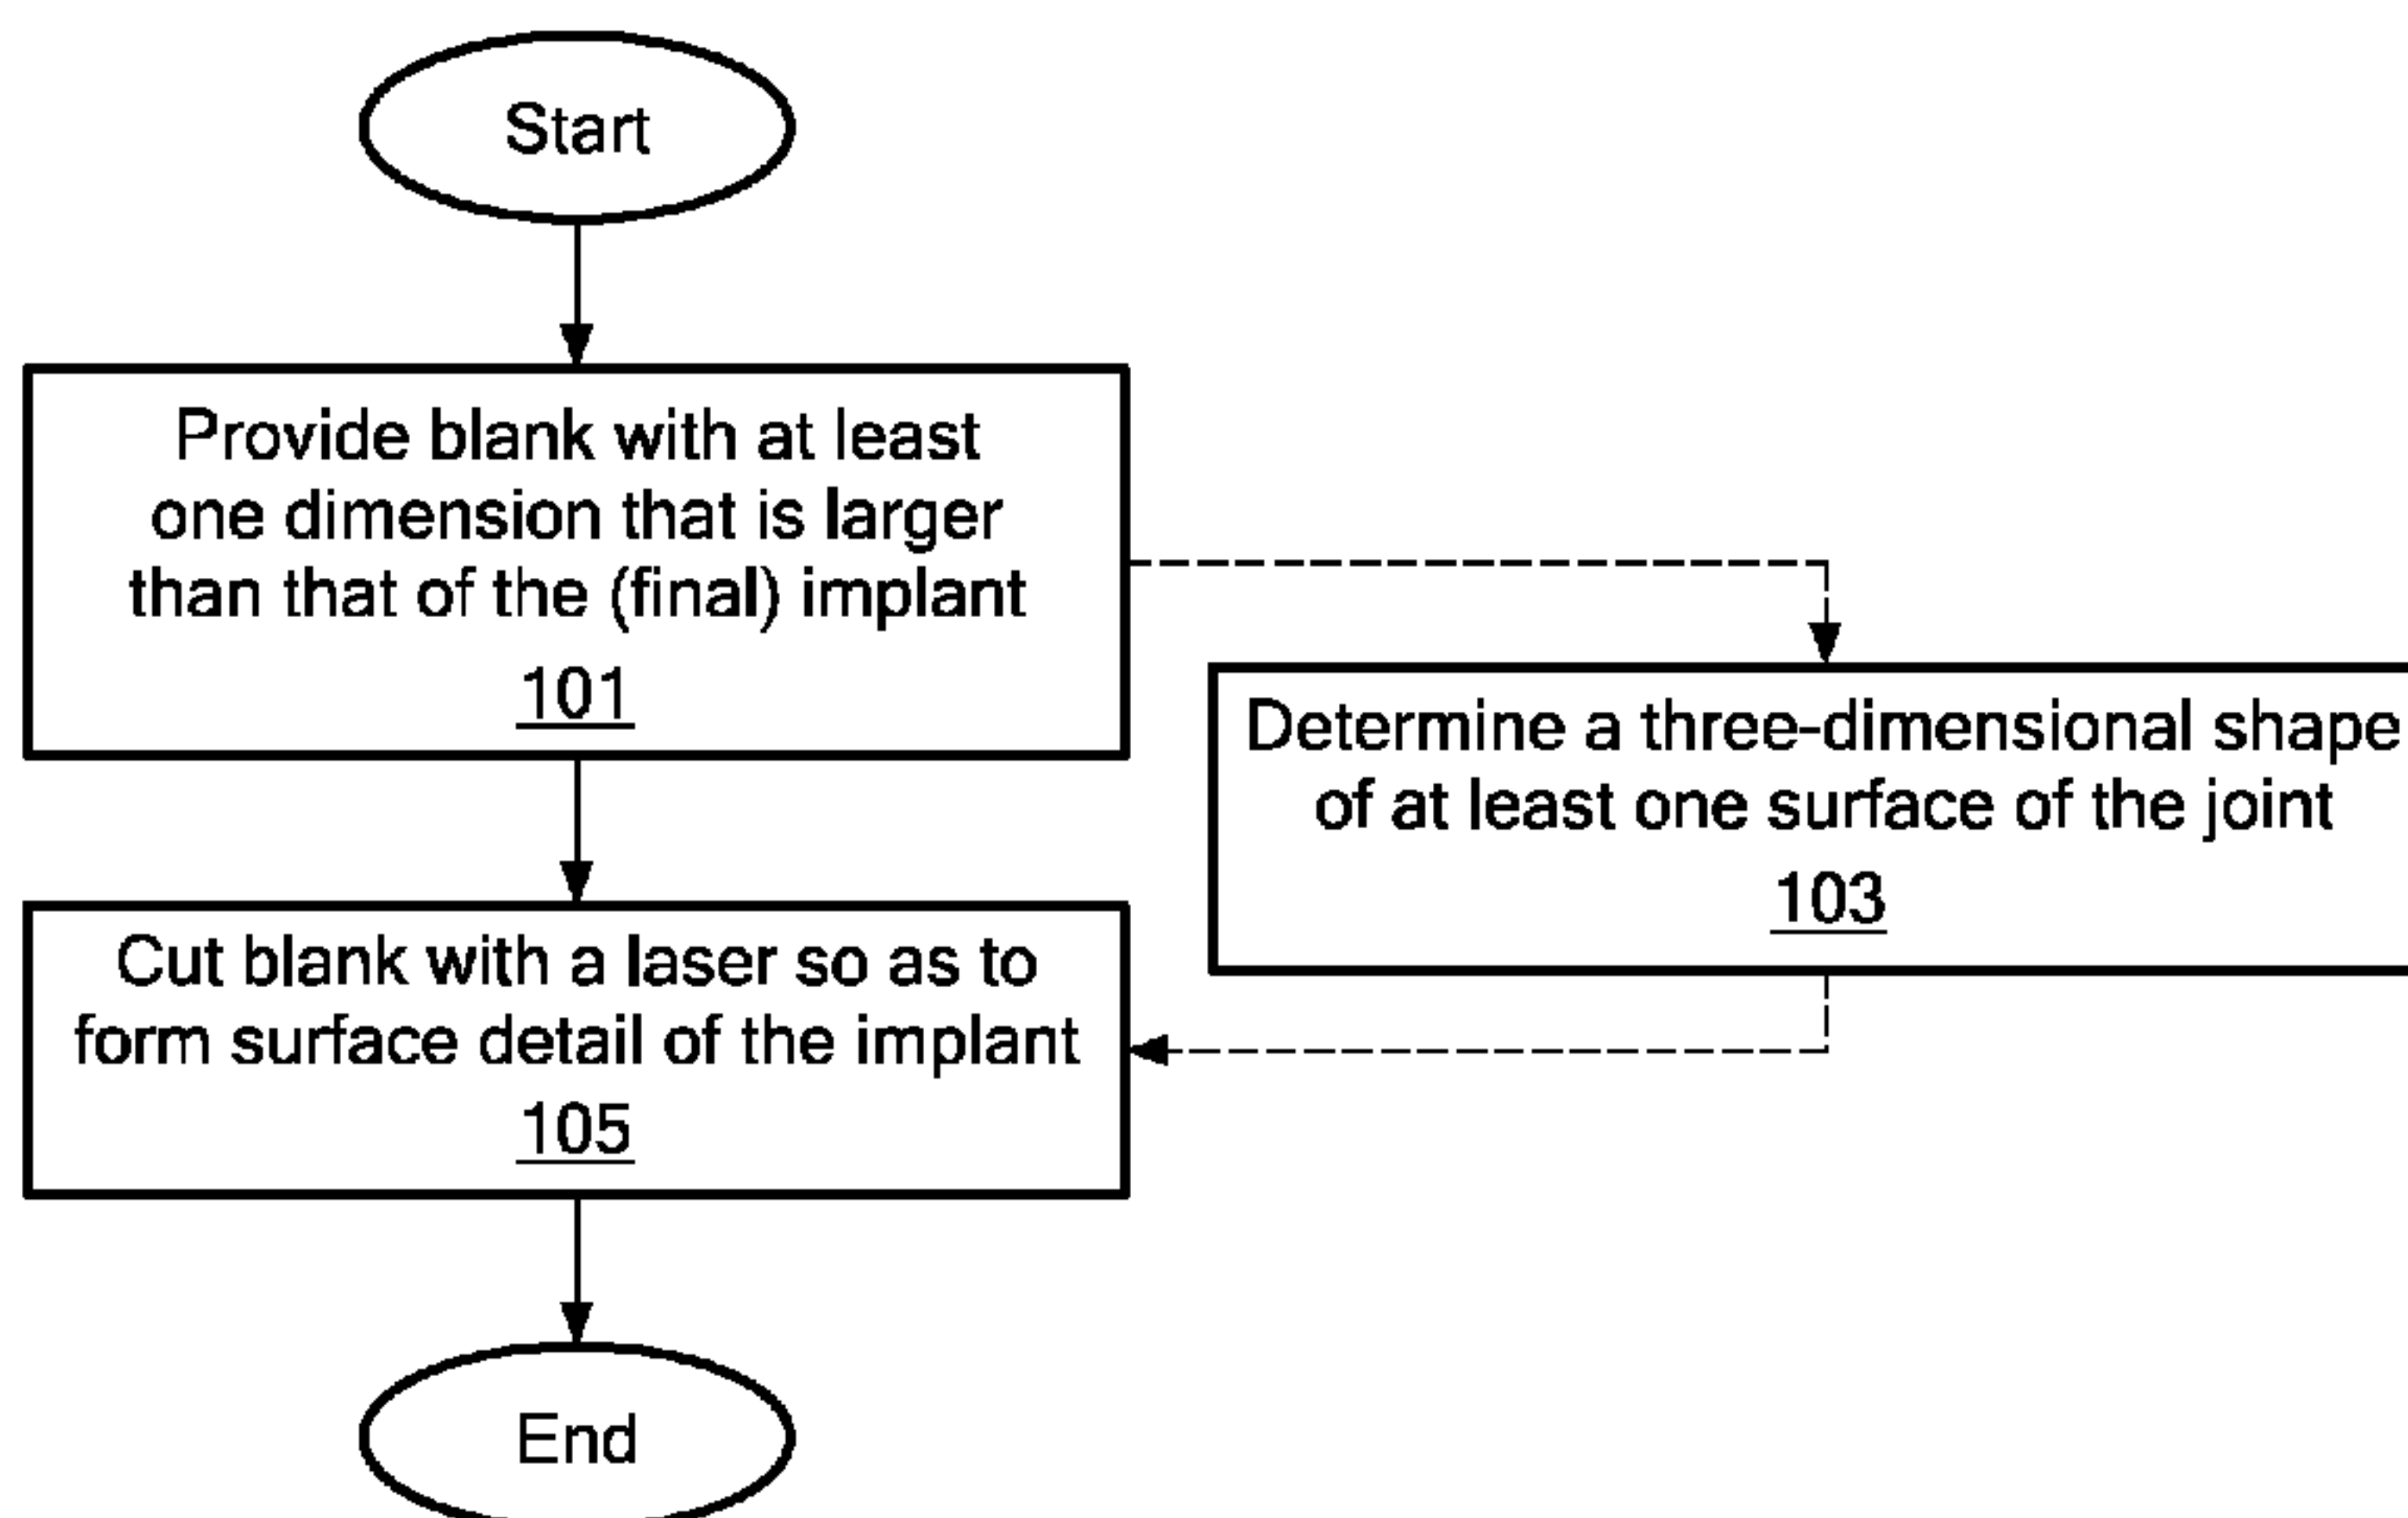 Start
Provide blank with at least
one dimension that is larger
than that of the (final) implant
101
Determine a three-dimensional shape
of at least one surface of the joint
103
Cut blank with a laser so as to
form surface detail of the implant
105
End